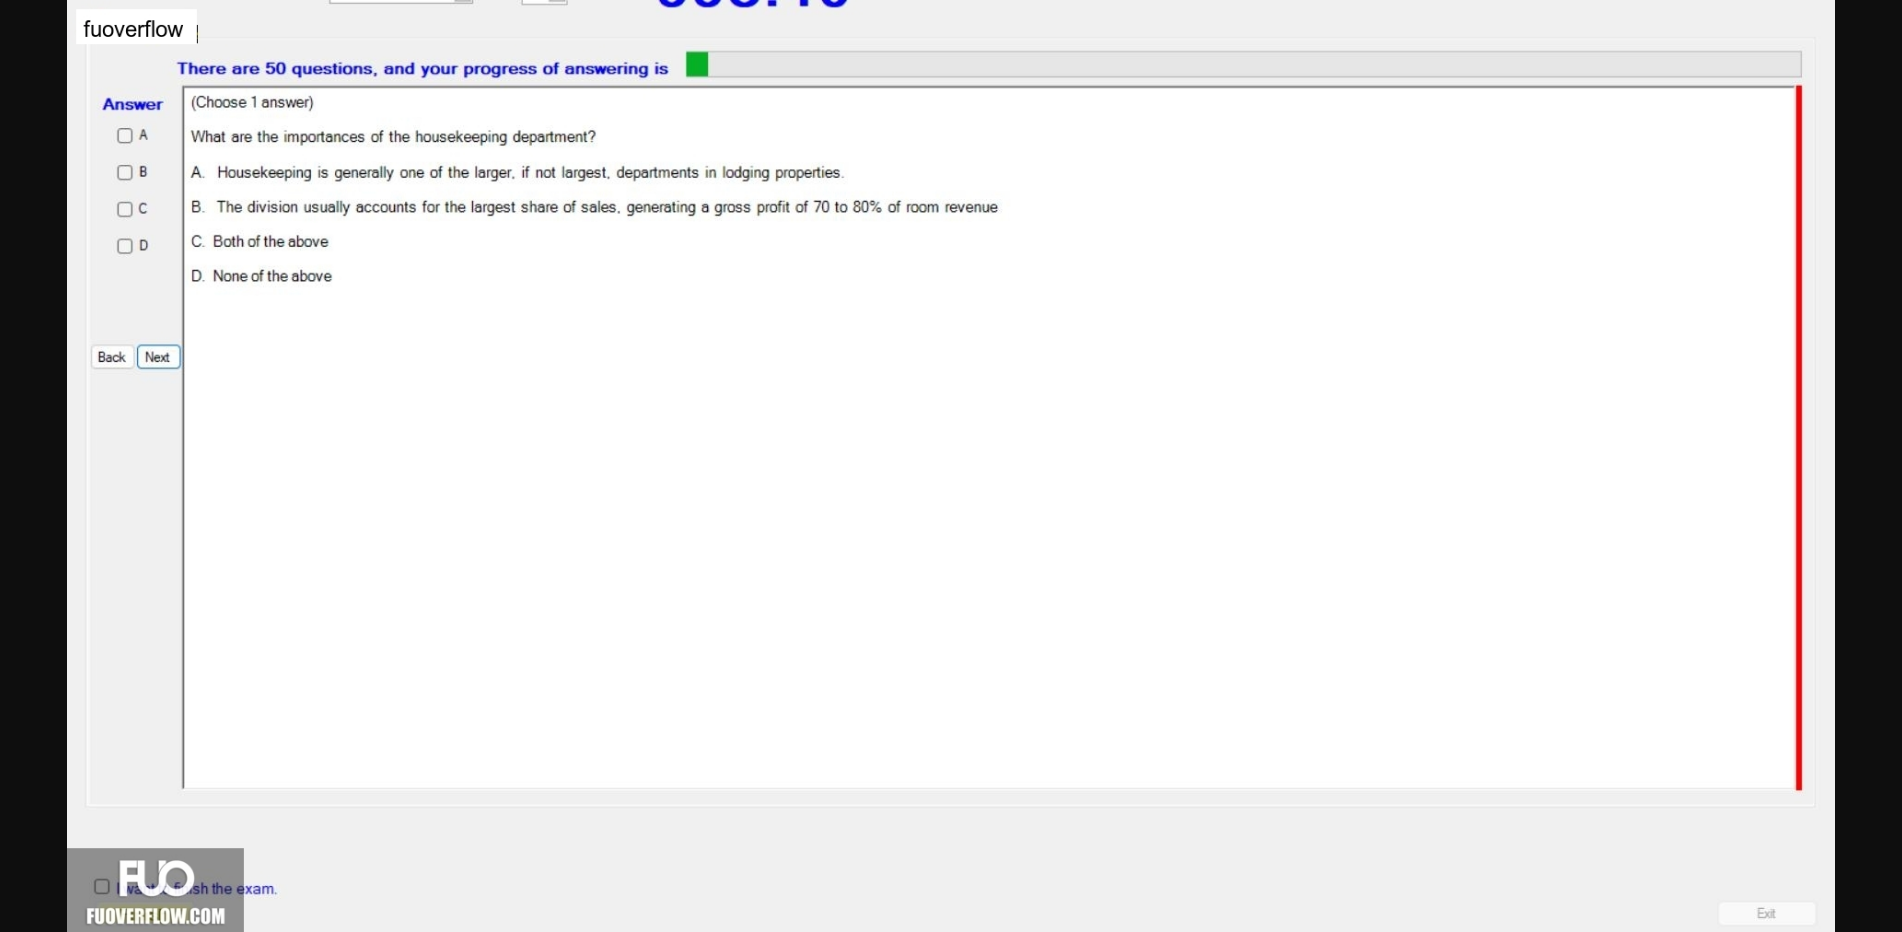 fuoverflow
There are 50 questions, and your progress of answering is
Answer
A
B
C
D
(Choose 1 answer)
What are the importances of the housekeeping department?
A. Housekeeping is generally one of the larger, if not largest, departments in lodging properties.
B. The division usually accounts for the largest share of sales, generating a gross profit of 70 to 80% of room revenue
C. Both of the above
D. None of the above
Back
Next
FUO
I want finish the exam.
FUOVERFLOW.COM
Exit